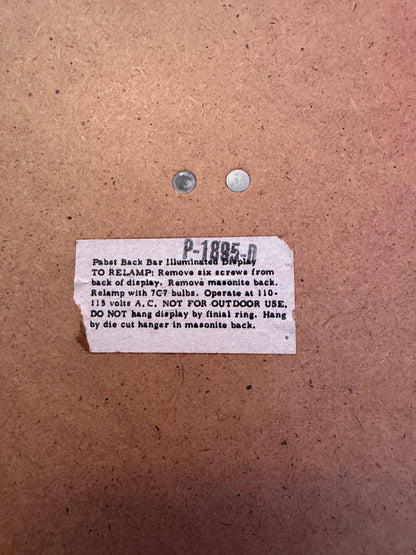 P-1895-D
Pabst Back Bar Illuminated Display
TO RELAMP: Remove six screws from
back of display. Remove masonite back.
Relamp with 7C7 bulbs. Operate at 110-
115 volts A.C. NOT FOR OUTDOOR USE.
DO NOT hang display by finial ring. Hang
by die cut hanger in masonite back.